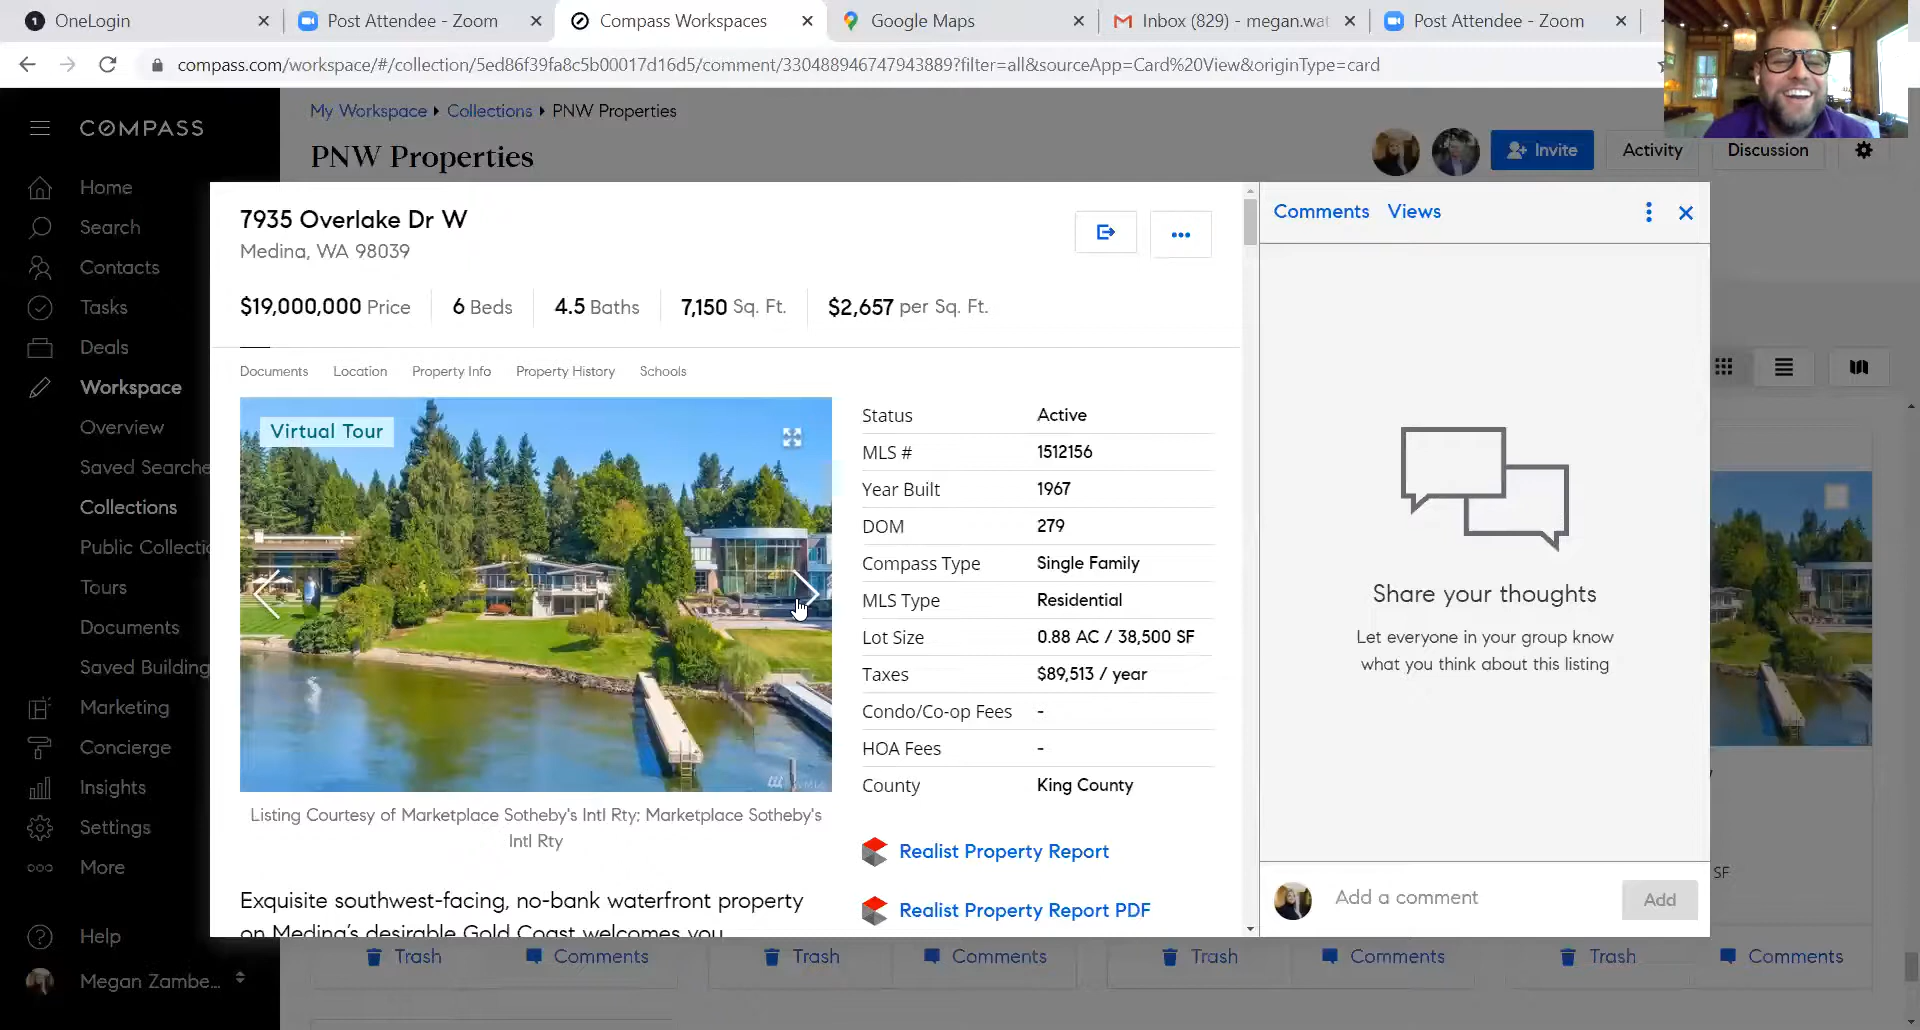 OneLogin
Post Attendee - Zoom
Compass Workspaces
Google Maps
Inbox (829) - megan.wat
Post Attendee - Zoom
compass.com/workspace/#/collection/5ed86f39fa8c5b00017d16d5/comment/330488946747943889?filter=all&sourceApp=Card%20View&originType=card
COMPASS
Home
Search
Contacts
Tasks
Deals
Workspace
Overview
Saved Searche
Collections
Public Collecti
Tours
Documents
Saved Building
Marketing
Concierge
Insights
Settings
More
Help
Megan Zambe...
My Workspace Collections PNW Properties
PNW Properties
Invite
Activity
Discussion
7935 Overlake Dr W
Medina, WA 98039
$19,000,000 Price
6 Beds
4.5 Baths
7,150 Sq. Ft.
$2,657 per Sq. Ft.
Documents
Location
Property Info
Property History
Schools
Virtual Tour
Listing Courtesy of Marketplace Sotheby's Intl Rty; Marketplace Sotheby's
Intl Rty
Exquisite southwest-facing, no-bank waterfront property
on Medina's desirable Gold Coast welcomes you
Status Active
MLS # 1512156
Year Built 1967
DOM 279
Compass Type Single Family
MLS Type Residential
Lot Size 0.88 AC / 38,500 SF
Taxes $89,513 / year
Condo/Co-op Fees -
HOA Fees -
County King County
Realist Property Report
Realist Property Report PDF
Comments
Views
Share your thoughts
Let everyone in your group know
what you think about this listing
Add a comment
Add
SF
Trash
Comments
Trash
Comments
Trash
Comments
Trash
Comments